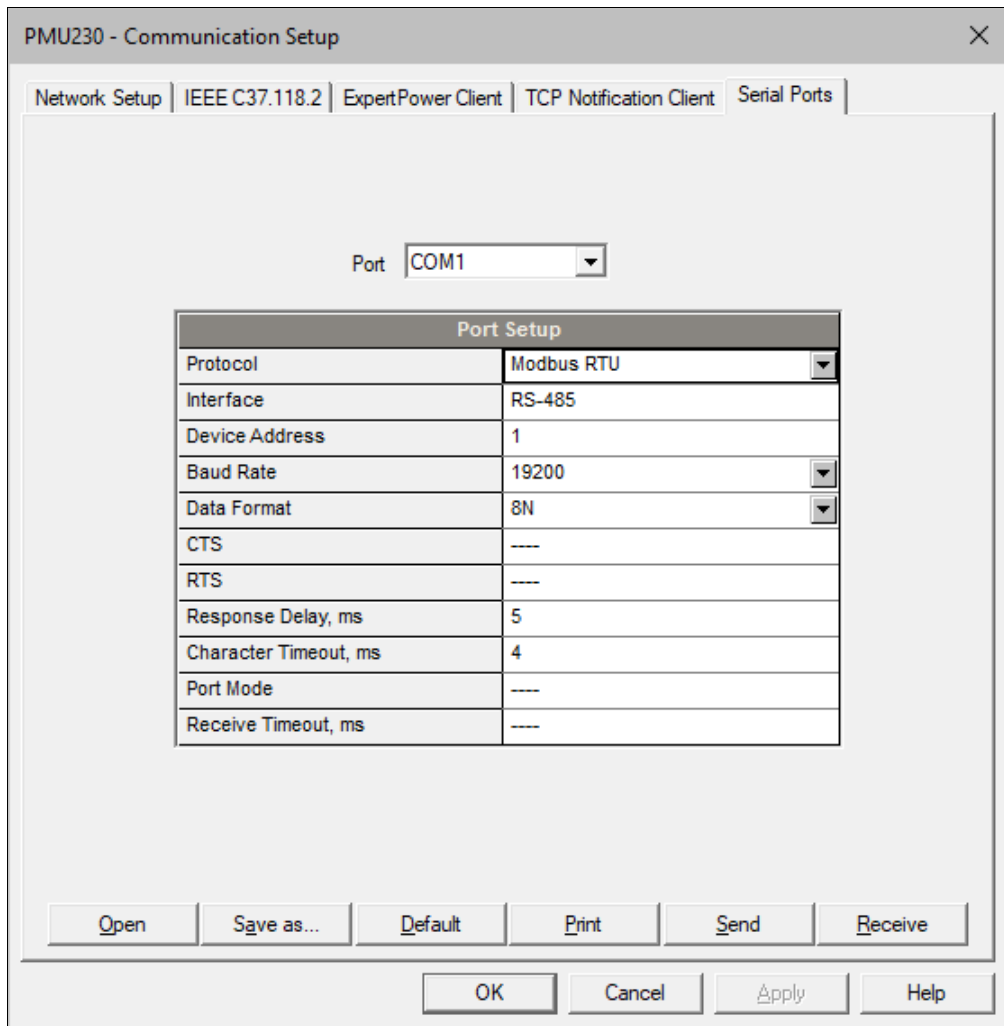 PMU230 - Communication Setup
Network Setup IEEE C37.118.2 ExpertPower Client TCP Notification Client Serial Ports
Port COM1
Port Setup
Protocol Modbus RTU
Interface RS-485
Device Address 1
Baud Rate 19200
Data Format 8N
CTS ----
RTS ----
Response Delay, ms 5
Character Timeout, ms 4
Port Mode ----
Receive Timeout, ms ----
Open Save as... Default Print Send Receive
OK Cancel Apply Help